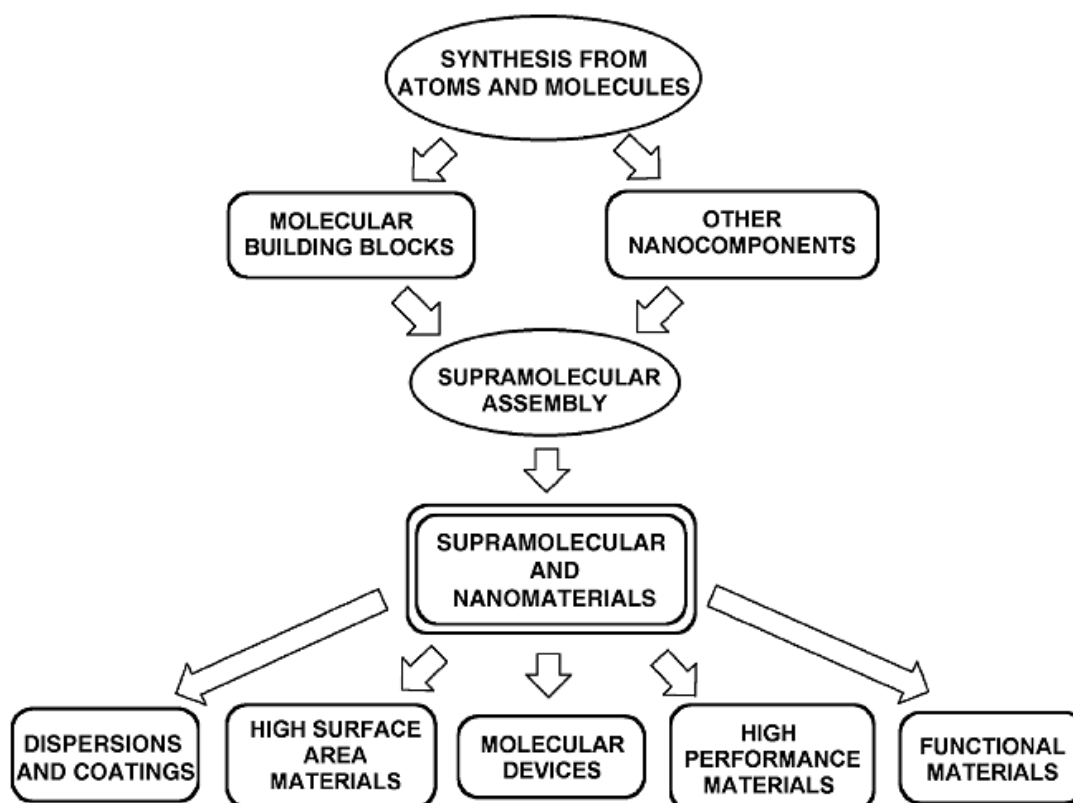 SYNTHESIS FROM
ATOMS AND MOLECULES
MOLECULAR
BUILDING BLOCKS
OTHER
NANOCOMPONENTS
SUPRAMOLECULAR
ASSEMBLY
SUPRAMOLECULAR
AND
NANOMATERIALS
DISPERSIONS
AND COATINGS
HIGH SURFACE
AREA
MATERIALS
MOLECULAR
DEVICES
HIGH
PERFORMANCE
MATERIALS
FUNCTIONAL
MATERIALS